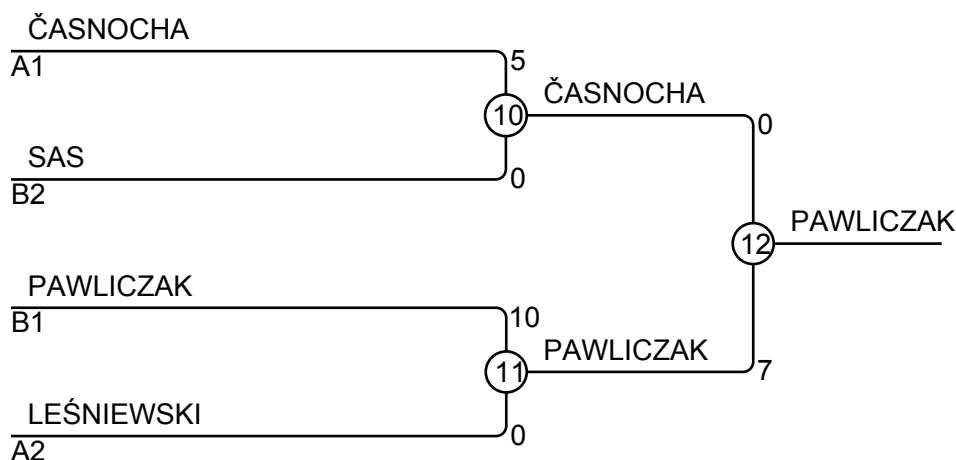 ČASNOCHA
A1
5
10
ČASNOCHA
0
SAS
B2
0
12
PAWLICZAK
PAWLICZAK
B1
10
11
PAWLICZAK
7
LEŚNIEWSKI
A2
0